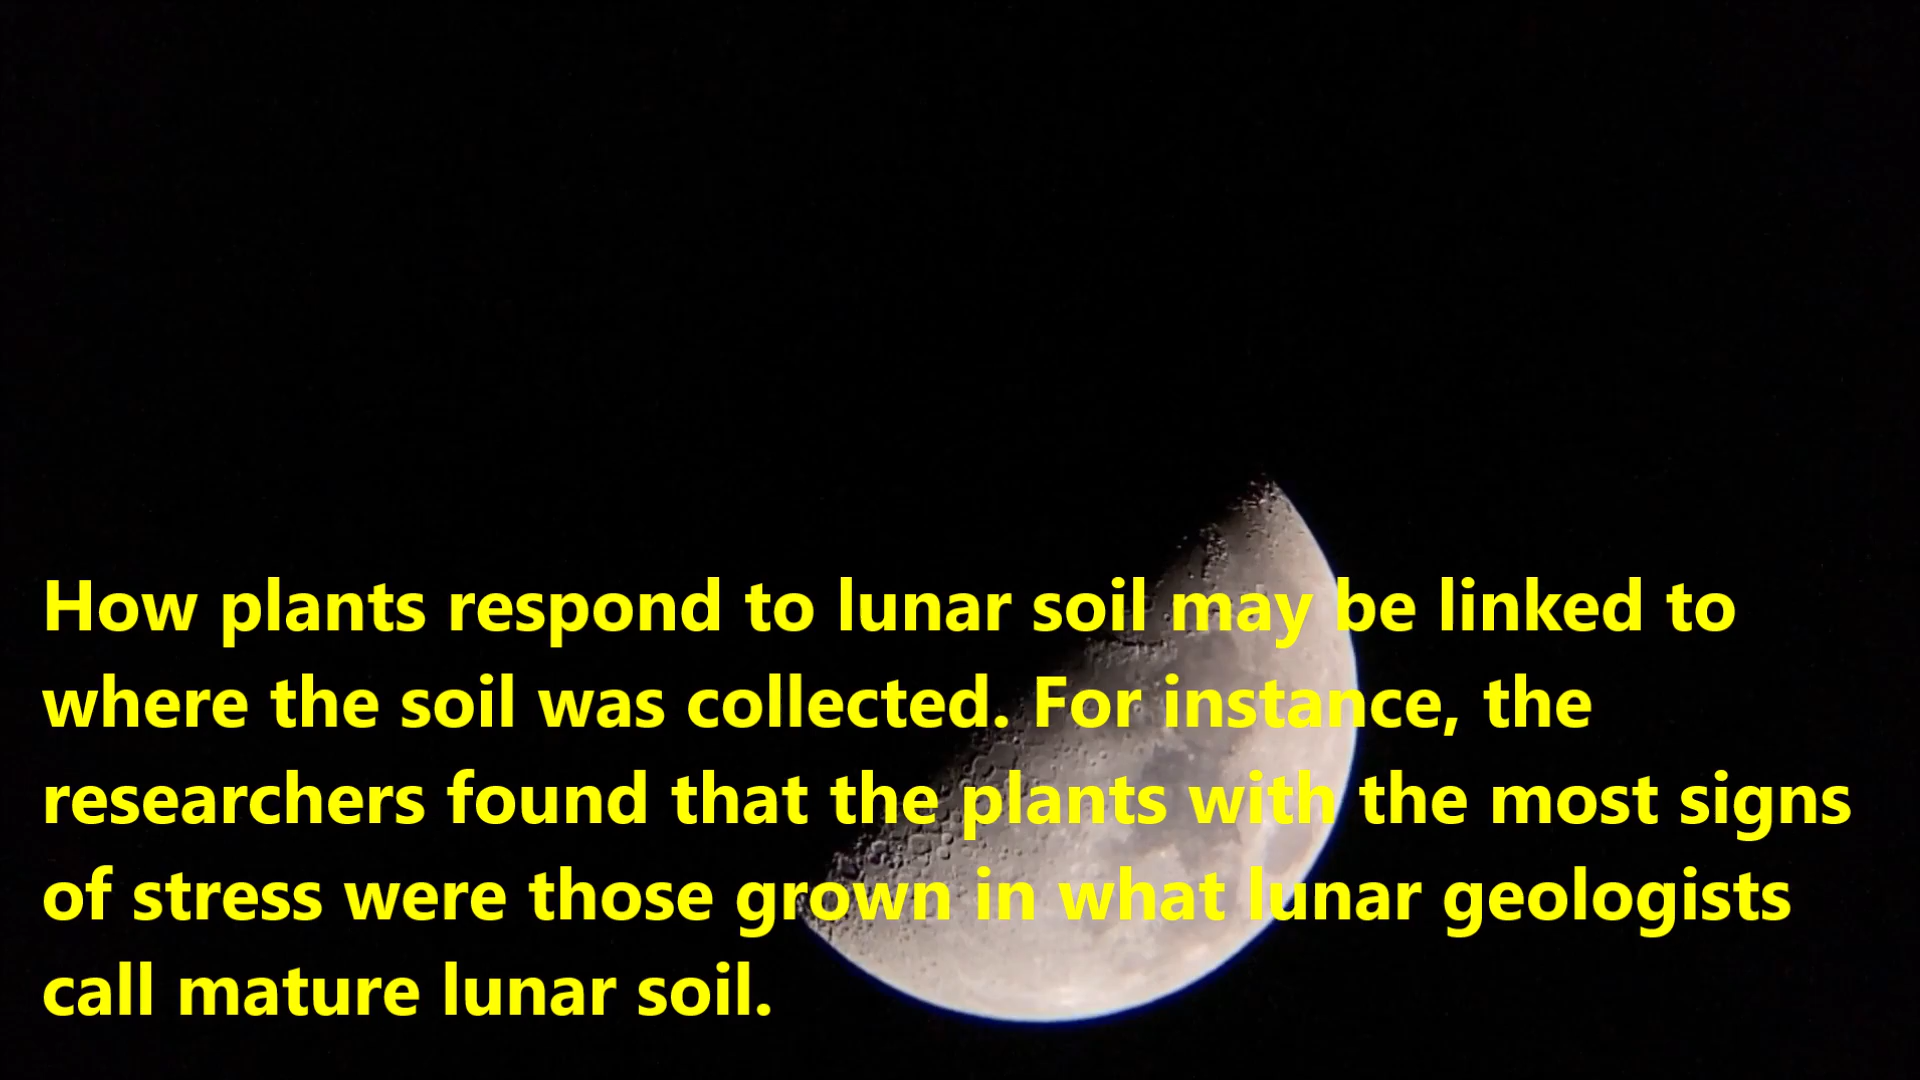 How plants respond to lunar soil may be linked to
where the soil was collected. For instance, the
researchers found that the plants with the most signs
of stress were those grown in what lunar geologists
call mature lunar soil.